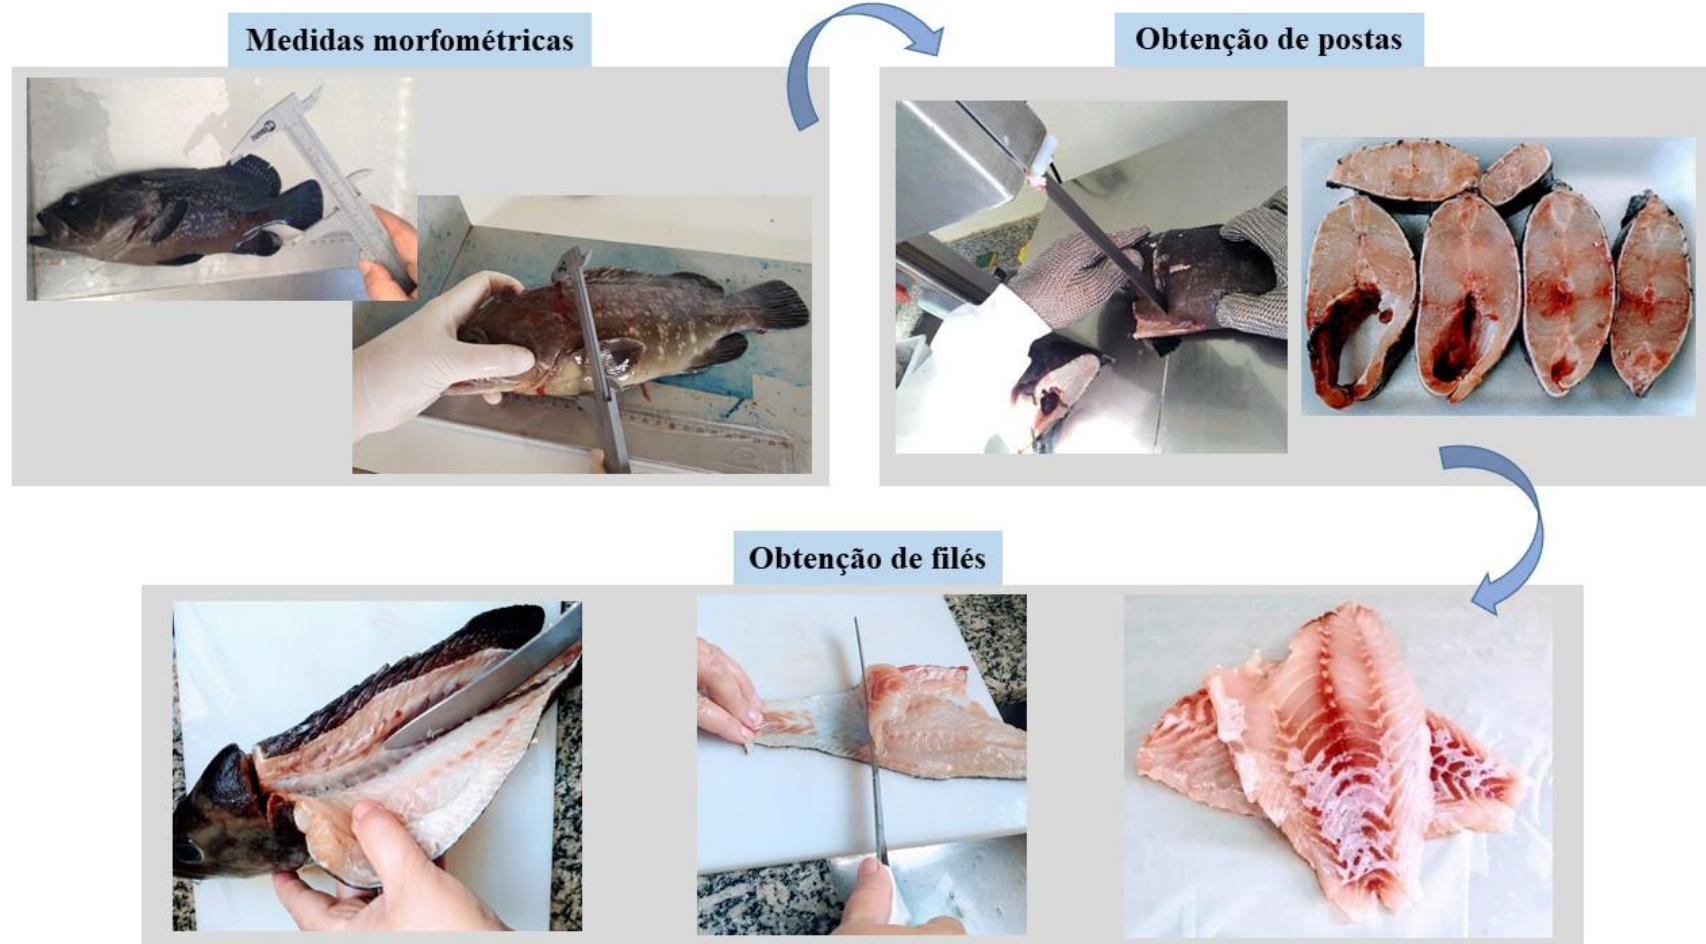 Medidas morfométricas
Obtenção de postas
Obtenção de filés